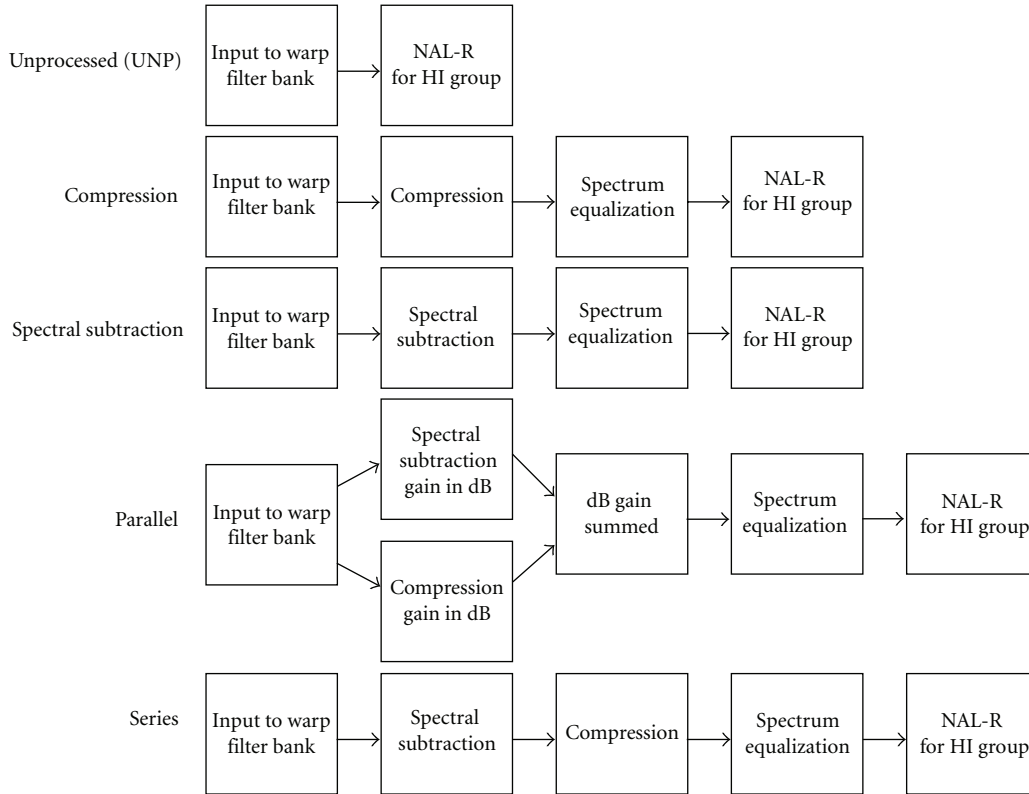 Unprocessed (UNP)
Input to warp
filter bank
NAL-R
for HI group
Compression
Input to warp
filter bank
Compression
Spectrum
equalization
NAL-R
for HI group
Spectral subtraction
Input to warp
filter bank
Spectral
subtraction
Spectrum
equalization
NAL-R
for HI group
Parallel
Input to warp
filter bank
Spectral
subtraction
gain in dB
Compression
gain in dB
dB gain
summed
Spectrum
equalization
NAL-R
for HI group
Series
Input to warp
filter bank
Spectral
subtraction
Compression
Spectrum
equalization
NAL-R
for HI group